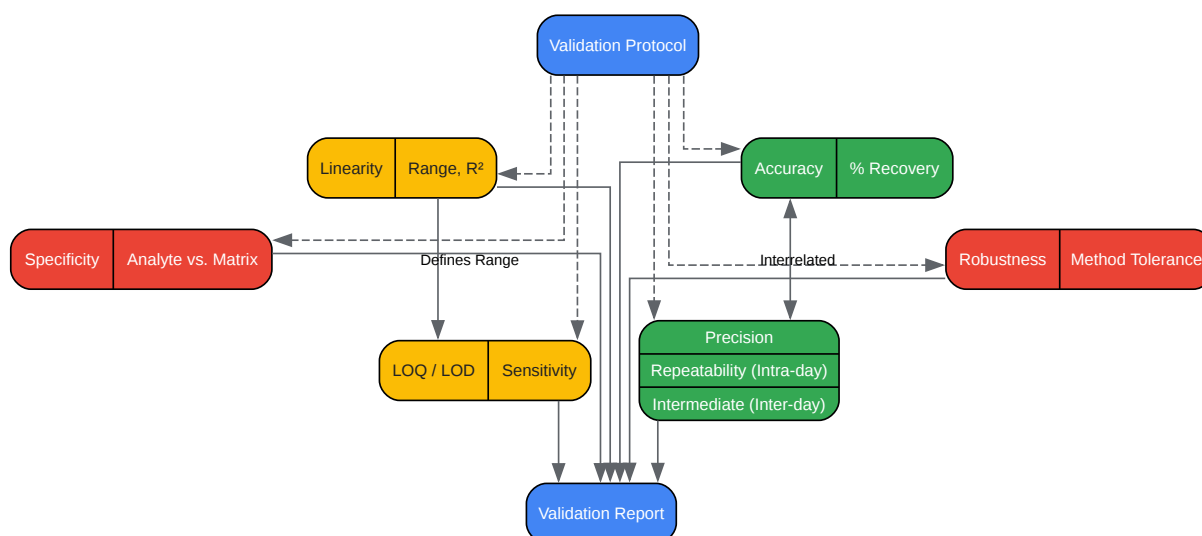 Validation Protocol
Linearity
Range, R²
Accuracy
% Recovery
Specificity
Analyte vs. Matrix
Defines Range
Interrelated
Robustness
Method Tolerance
LOQ / LOD
Sensitivity
Precision
Repeatability (Intra-day)
Intermediate (Inter-day)
Validation Report